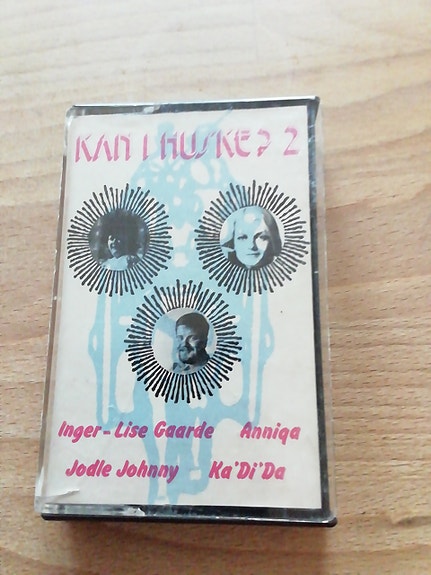 KAN I HUSKE? 2
Inger-Lise Gaarde Anniqa
Jodle Johnny Ka'Di'Da